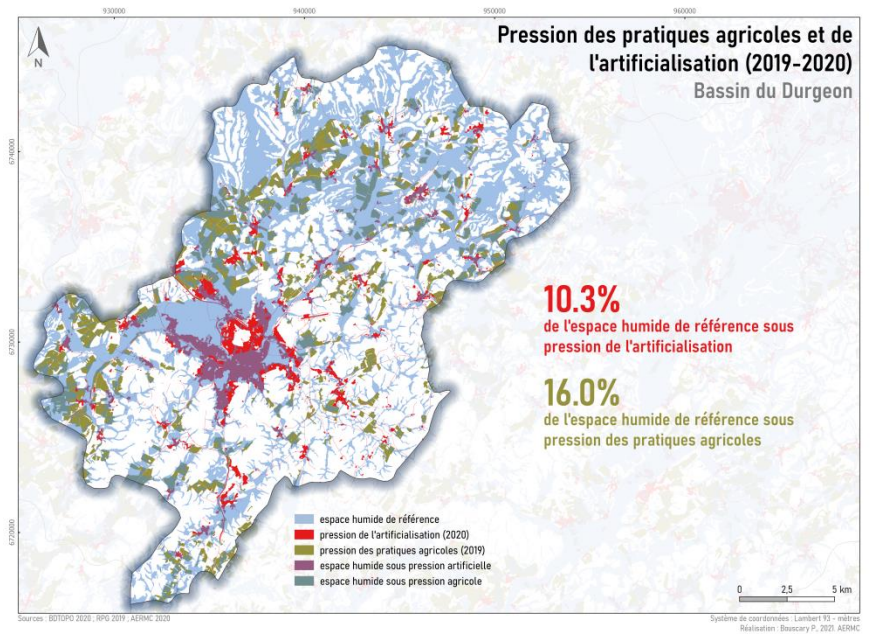 930000
940000
950000
960000
Pression des pratiques agricoles et de
l'artificialisation (2019-2020)
Bassin du Durgeon
N
6740000
10.3%
de l'espace humide de référence sous
pression de l'artificialisation
6730000
16.0%
de l'espace humide de référence sous
pression des pratiques agricoles
6720000
espace humide de référence
pression de l'artificialisation (2020)
pression des pratiques agricoles (2019)
espace humide sous pression artificielle
espace humide sous pression agricole
0 2,5 5 km
Sources : BDTOPO 2020 ; RPG 2019 ; AERMC 2020
Système de coordonnées : Lambert 93 - mètres
Réalisation : Bouscary P., 2021. AERMC